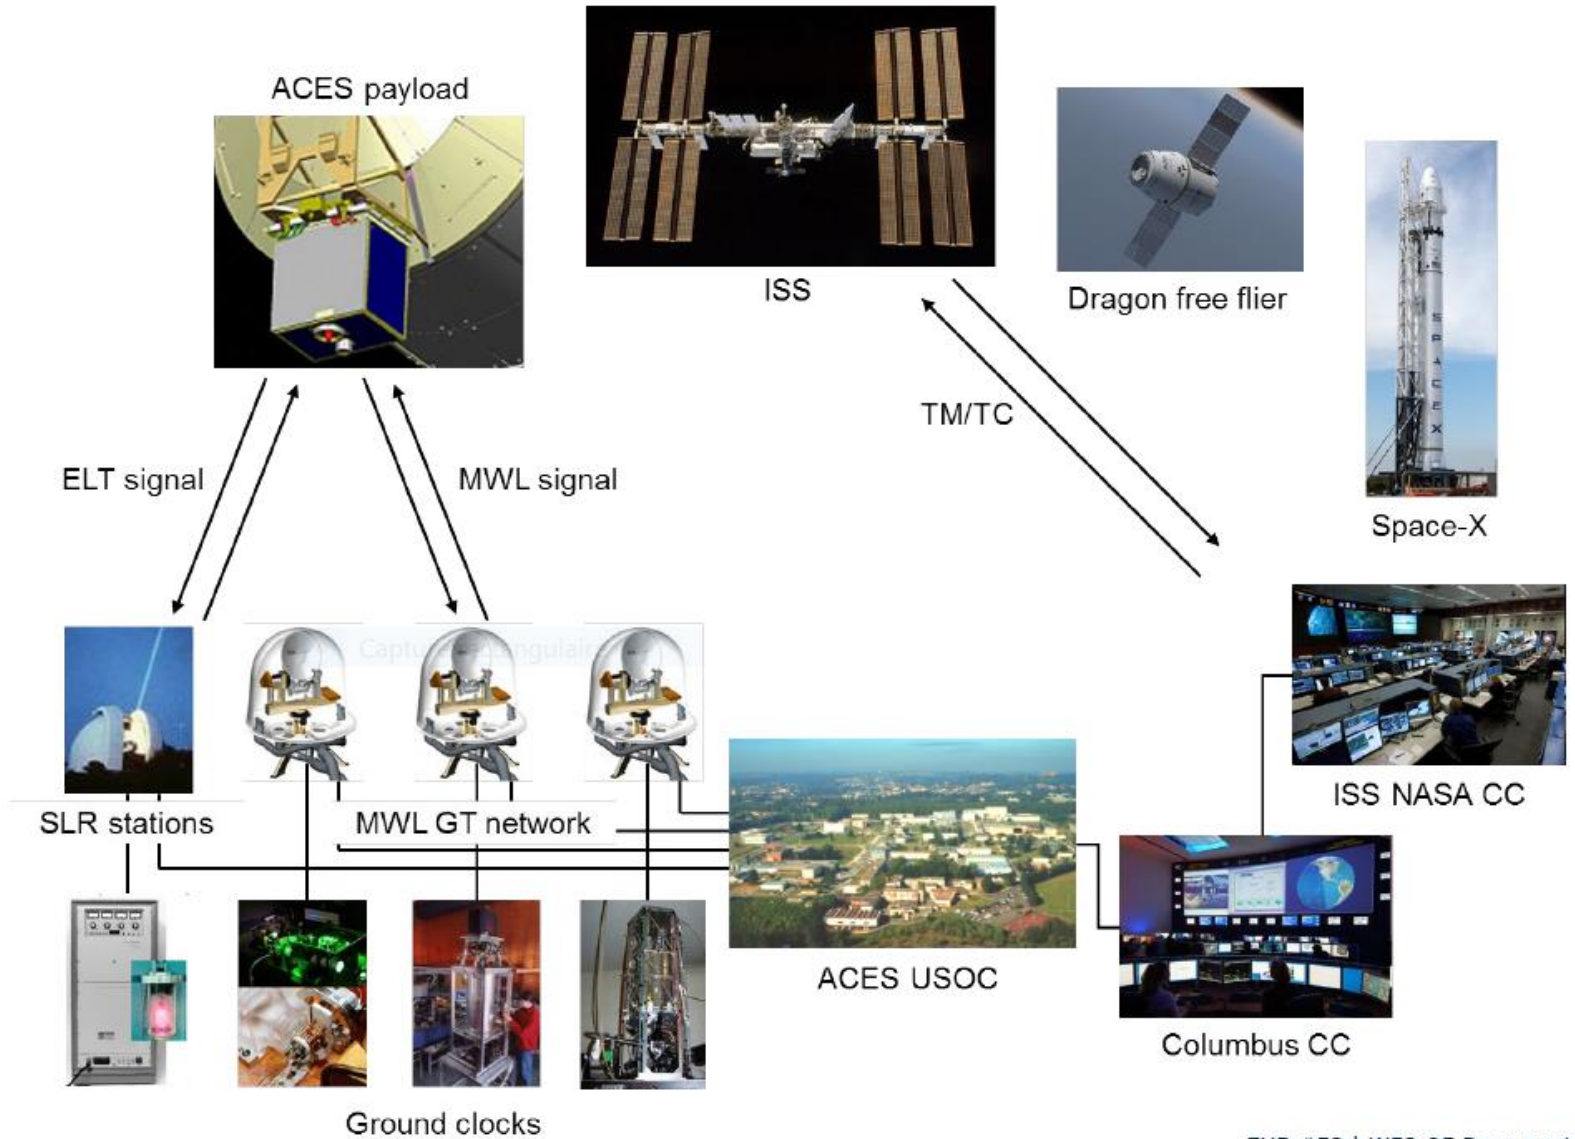 ACES payload
ISS
Dragon free flier
SPACEX
Space-X
TM/TC
ELT signal
MWL signal
SLR stations
MWL GT network
ISS NASA CC
ACES USOC
Columbus CC
Ground clocks